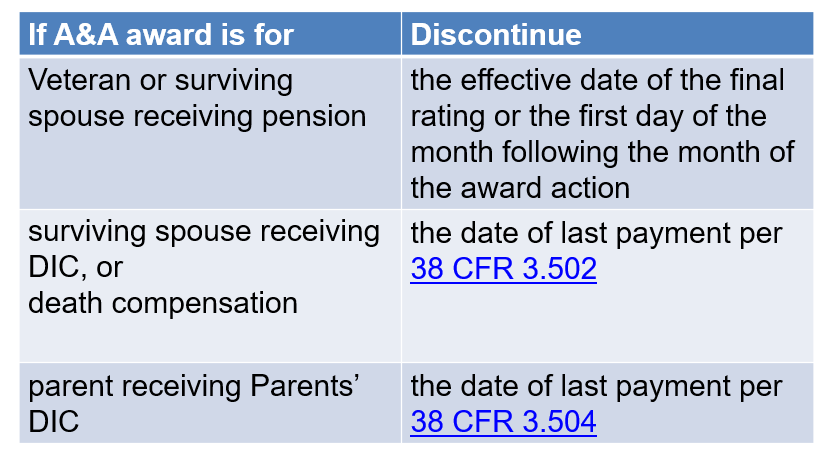 If A&A award is for
Discontinue
Veteran or surviving
spouse receiving pension
the effective date of the final
rating or the first day of the
month following the month of
the award action
surviving spouse receiving
DIC, or
death compensation
the date of last payment per
38 CFR 3.502
parent receiving Parents’
DIC
the date of last payment per
38 CFR 3.504